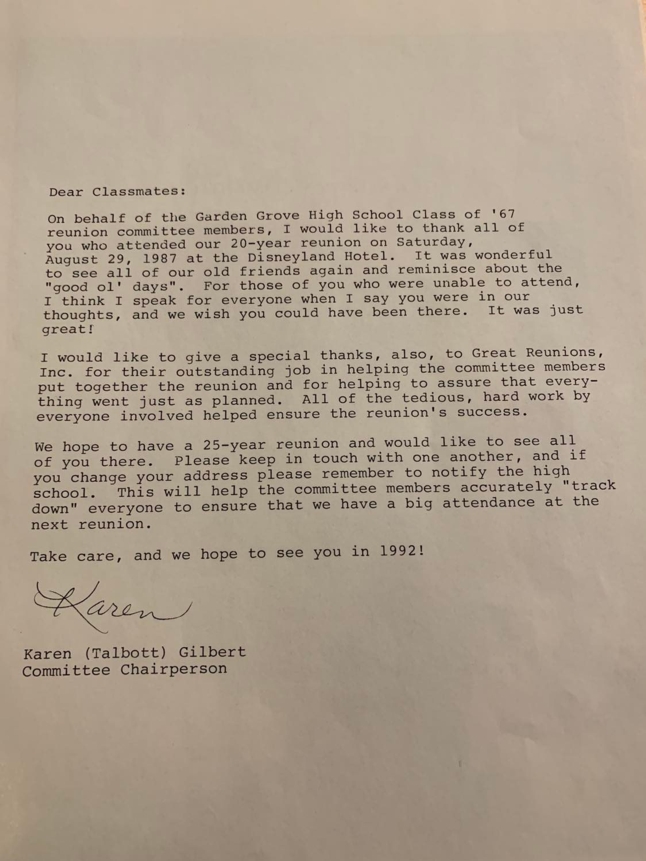 Dear Classmates:
On behalf of the Garden Grove High School Class of '67
reunion committee members, I would like to thank all of
you who attended our 20-year reunion on Saturday,
August 29, 1987 at the Disneyland Hotel.  It was wonderful
to see all of our old friends again and reminisce about the
"good ol' days".  For those of you who were unable to attend,
I think I speak for everyone when I say you were in our
thoughts, and we wish you could have been there.  It was just
great!
I would like to give a special thanks, also, to Great Reunions,
Inc. for their outstanding job in helping the committee members
put together the reunion and for helping to assure that every-
thing went just as planned.  All of the tedious, hard work by
everyone involved helped ensure the reunion's success.
We hope to have a 25-year reunion and would like to see all
of you there.  Please keep in touch with one another, and if
you change your address please remember to notify the high
school.  This will help the committee members accurately "track
down" everyone to ensure that we have a big attendance at the
next reunion.
Take care, and we hope to see you in 1992!
Karen
Karen (Talbott) Gilbert
Committee Chairperson